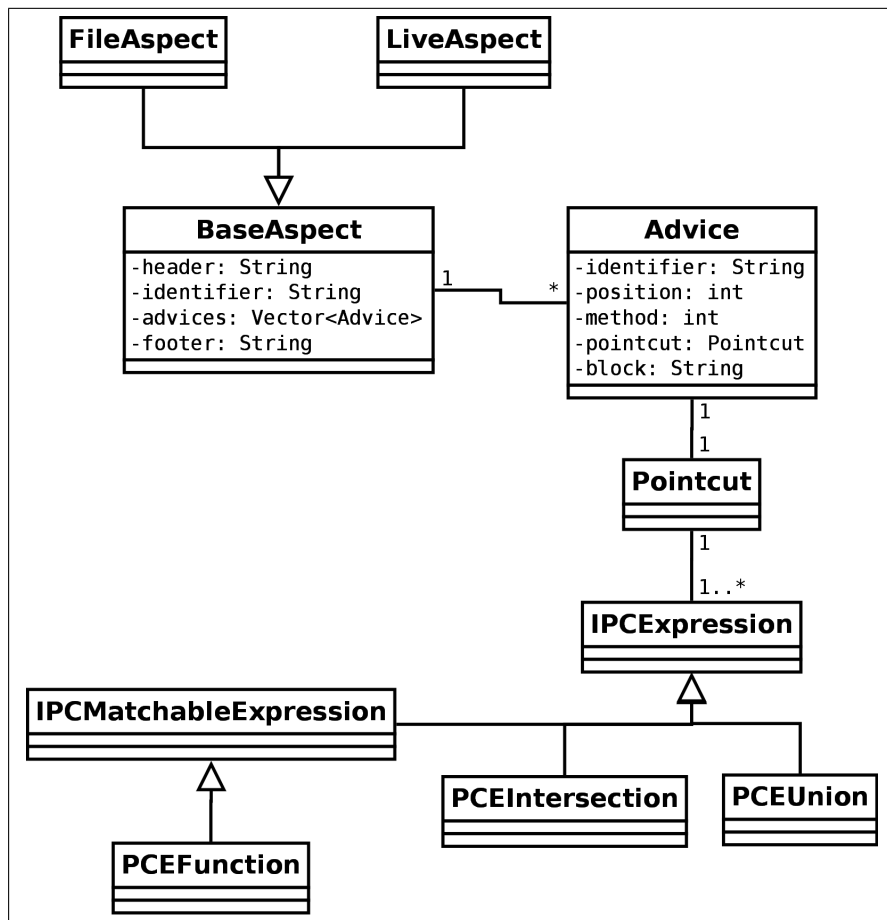 FileAspect
LiveAspect
BaseAspect
-header: String
-identifier: String
-advices: Vector<Advice>
-footer: String
1
*
Advice
-identifier: String
-position: int
-method: int
-pointcut: Pointcut
-block: String
1
1
Pointcut
1
1..*
IPCExpression
IPCMatchableExpression
PCEIntersection
PCEUnion
PCEFunction